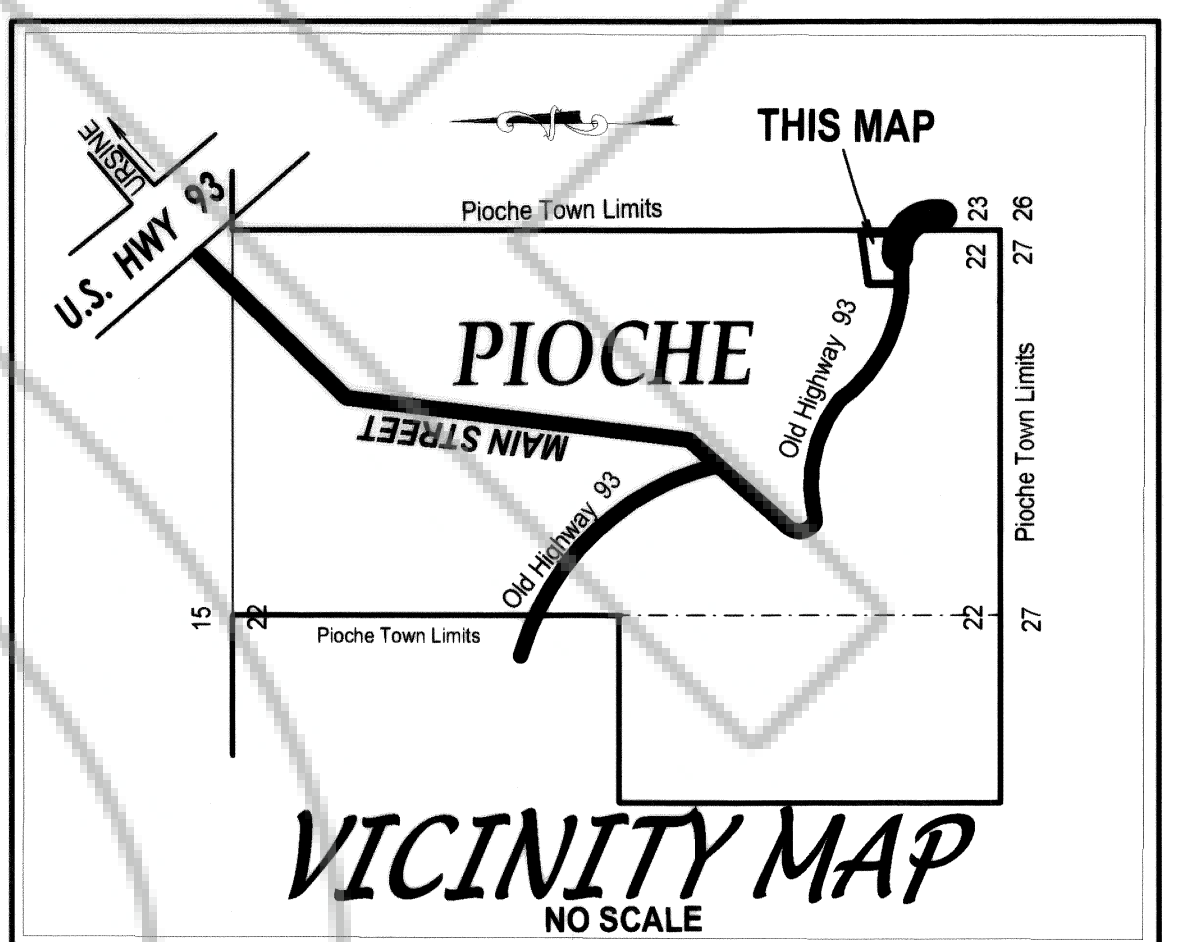 THIS MAP
URSINE
U.S. HWY 93
Pioche Town Limits
23 26
22 27
PIOCHE
Old Highway 93
MAIN STREET
Pioche Town Limits
Old Highway 93
15 22
Pioche Town Limits
22 27
VICINITY MAP
NO SCALE